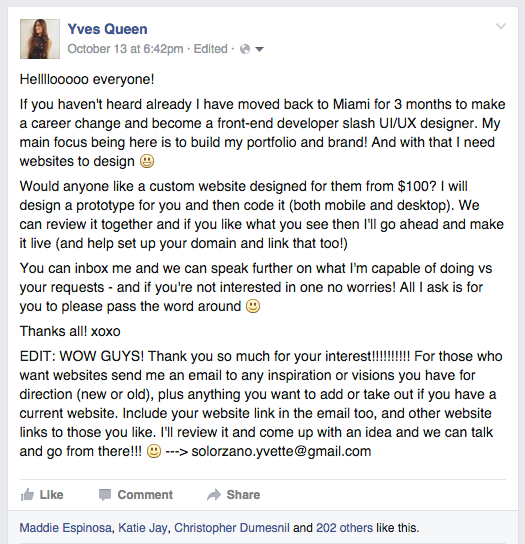 Yves Queen
October 13 at 6:42pm · Edited ·
Hellllooooo everyone!
If you haven't heard already I have moved back to Miami for 3 months to make
a career change and become a front-end developer slash UI/UX designer. My
main focus being here is to build my portfolio and brand! And with that I need
websites to design 😃
Would anyone like a custom website designed for them from $100? I will
design a prototype for you and then code it (both mobile and desktop). We
can review it together and if you like what you see then I'll go ahead and make
it live (and help set up your domain and link that too!)
You can inbox me and we can speak further on what I'm capable of doing vs
your requests - and if you're not interested in one no worries! All I ask is for
you to please pass the word around 🙂
Thanks all! xoxo
EDIT: WOW GUYS! Thank you so much for your interest!!!!!!!!!! For those who
want websites send me an email to any inspiration or visions you have for
direction (new or old), plus anything you want to add or take out if you have a
current website. Include your website link in the email too, and other website
links to those you like. I'll review it and come up with an idea and we can talk
and go from there!!! 🙂 ---> solorzano.yvette@gmail.com
Like Comment Share
Maddie Espinosa, Katie Jay, Christopher Dumesnil and 202 others like this.